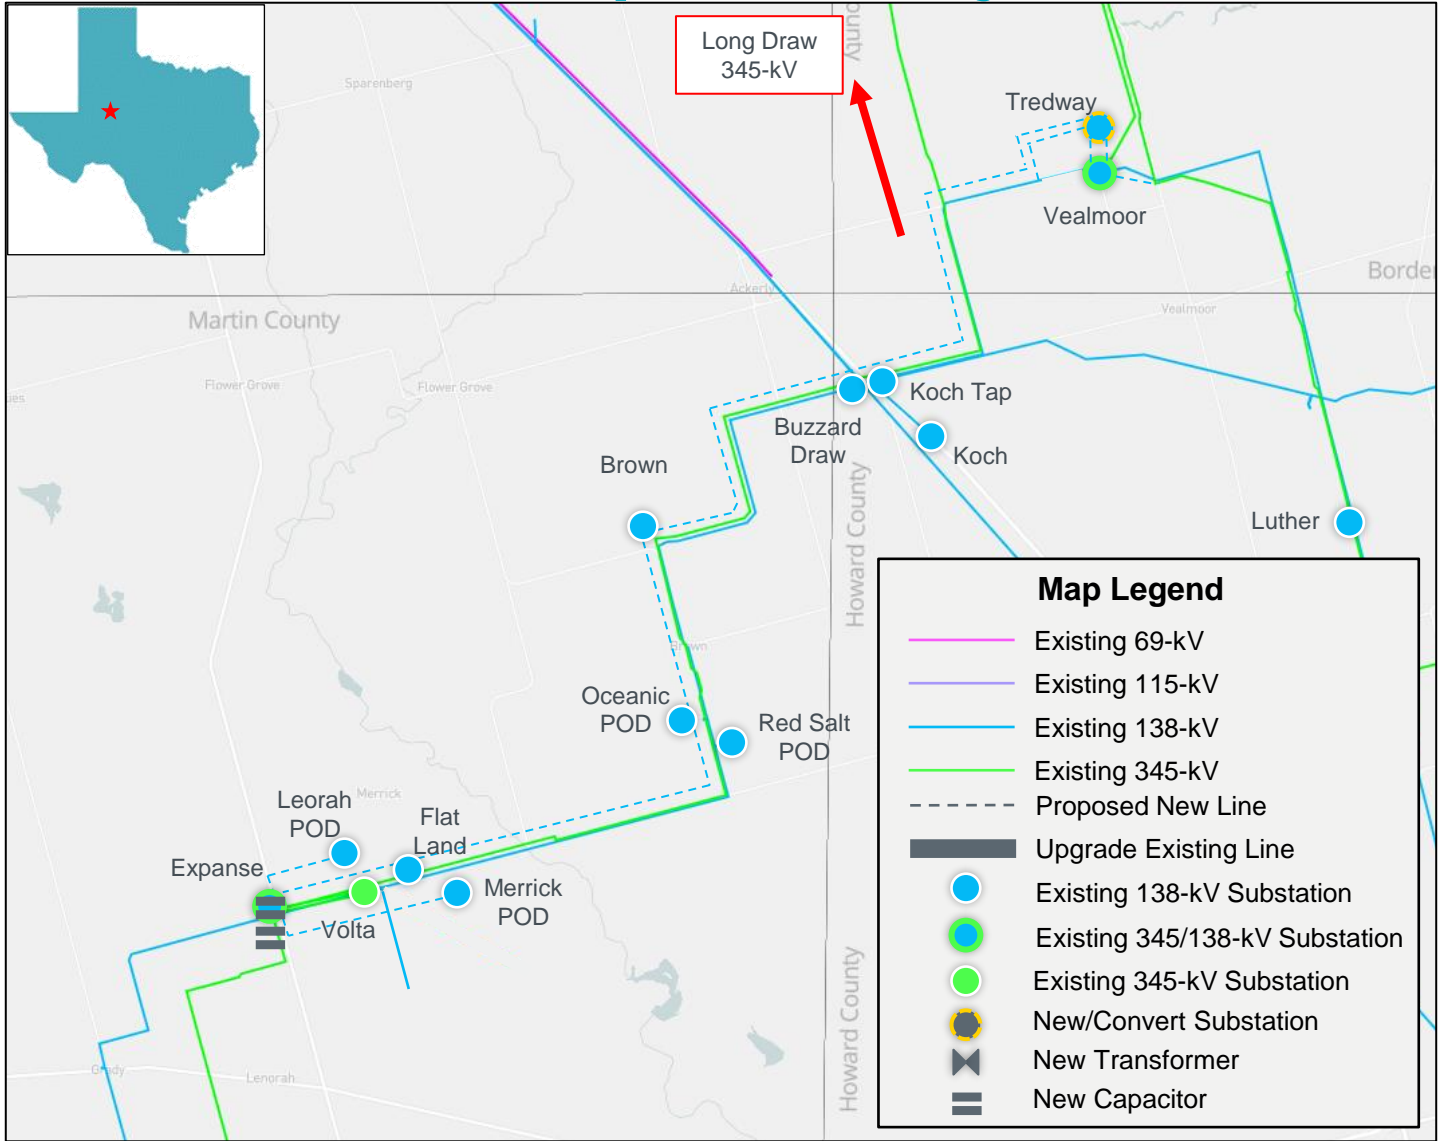 Long Draw
345-kV
ounty
Sparenberg
Tredway
Vealmoor
Borde
Ackerly
Vealmoor
Martin County
Flower Grove
Flower Grove
ues
Koch Tap
Buzzard
Draw
Koch
Brown
Howard County
Luther
Brown
Oceanic
POD
Red Salt
POD
Leorah
POD
Merrick
Flat
Land
Expanse
Merrick
POD
Volta
Howard County
Grady
Lenorah
Map Legend
Existing 69-kV
Existing 115-kV
Existing 138-kV
Existing 345-kV
Proposed New Line
Upgrade Existing Line
Existing 138-kV Substation
Existing 345/138-kV Substation
Existing 345-kV Substation
New/Convert Substation
New Transformer
New Capacitor